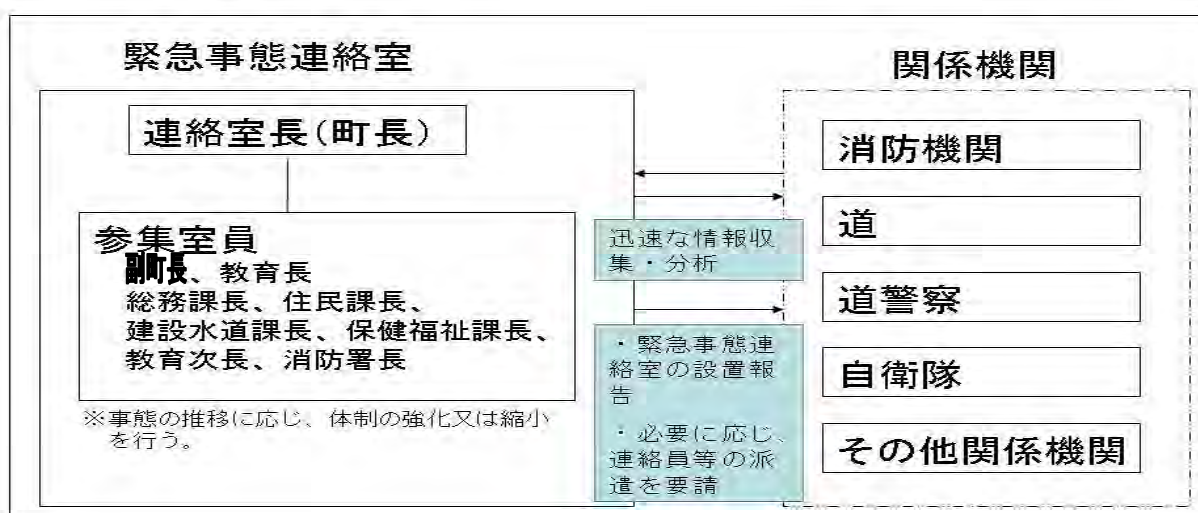 緊急事態連絡室
連絡室長(町長)
参集室員
副町長、教育長
総務課長、住民課長、
建設水道課長、保健福祉課長、
教育次長、消防署長
※事態の推移に応じ、体制の強化又は縮小
を行う。
迅速な情報収
集・分析
・緊急事態連
絡室の設置報
告
・必要に応じ、
連絡員等の派
遣を要請
関係機関
消防機関
道
道警察
自衛隊
その他関係機関